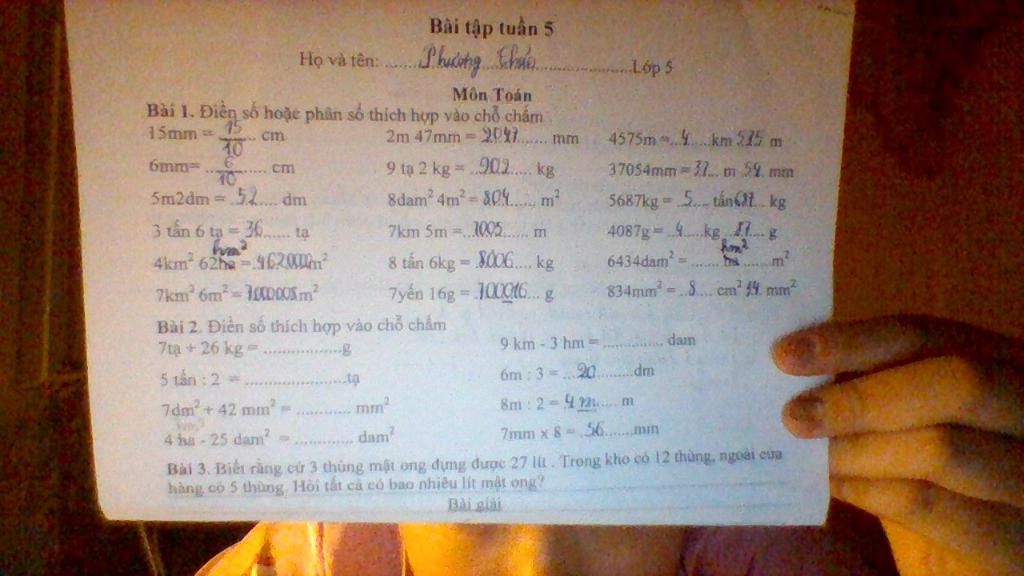 Bài tập tuần 5
Họ và tên: ....Phương Thảo....Lớp 5
Môn Toán
Bài 1. Điền số hoặc phân số thích hợp vào chỗ chấm
15mm = 15/10 cm 2m 47mm = 2047 mm 4575m = 4 km 575 m
6mm= 6/10 cm 9 tạ 2 kg = 902 kg 37054mm = 37 m 54 mm
5m2dm = 52 dm 8dam² 4m² = 804 m² 5687kg = 5 tấn 687 kg
3 tấn 6 tạ = 36 tạ 7km 5m = 7005 m 4087g = 4 kg 87 g
hm² hm²
4km² 62ha = m² 8 tấn 6kg = 8006 kg 6434dam² = ....... ha ......m²
7km² 6m² = m² 7yến 16g = g 834mm² = 8 cm² mm²
Bài 2. Điền số thích hợp vào chỗ chấm
7tạ + 26 kg = ..................g 9 km - 3 hm = .............. dam
5 tấn : 2 = .......................tạ 6m : 3 = 20 dm
7dm² + 42 mm² = ............ mm² 8m : 2 = 4 m m
4 ha - 25 dam² = ............ dam² 7mm x 8 = 56 mm
Bài 3. Biết rằng cứ 3 thùng mật ong đựng được 27 lít . Trong kho có 12 thùng, ngoài cửa
hàng có 5 thùng. Hỏi tất cả có bao nhiêu lít mật ong?
Bài giải